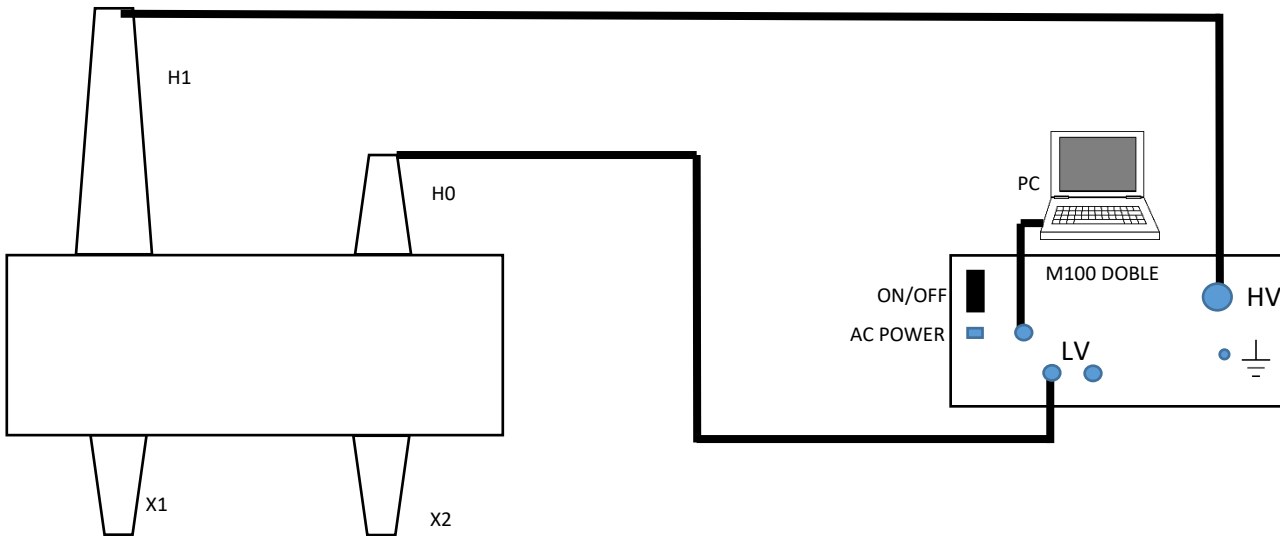 H1
H0
PC
M100 DOBLE
ON/OFF
HV
AC POWER
LV
X1
X2